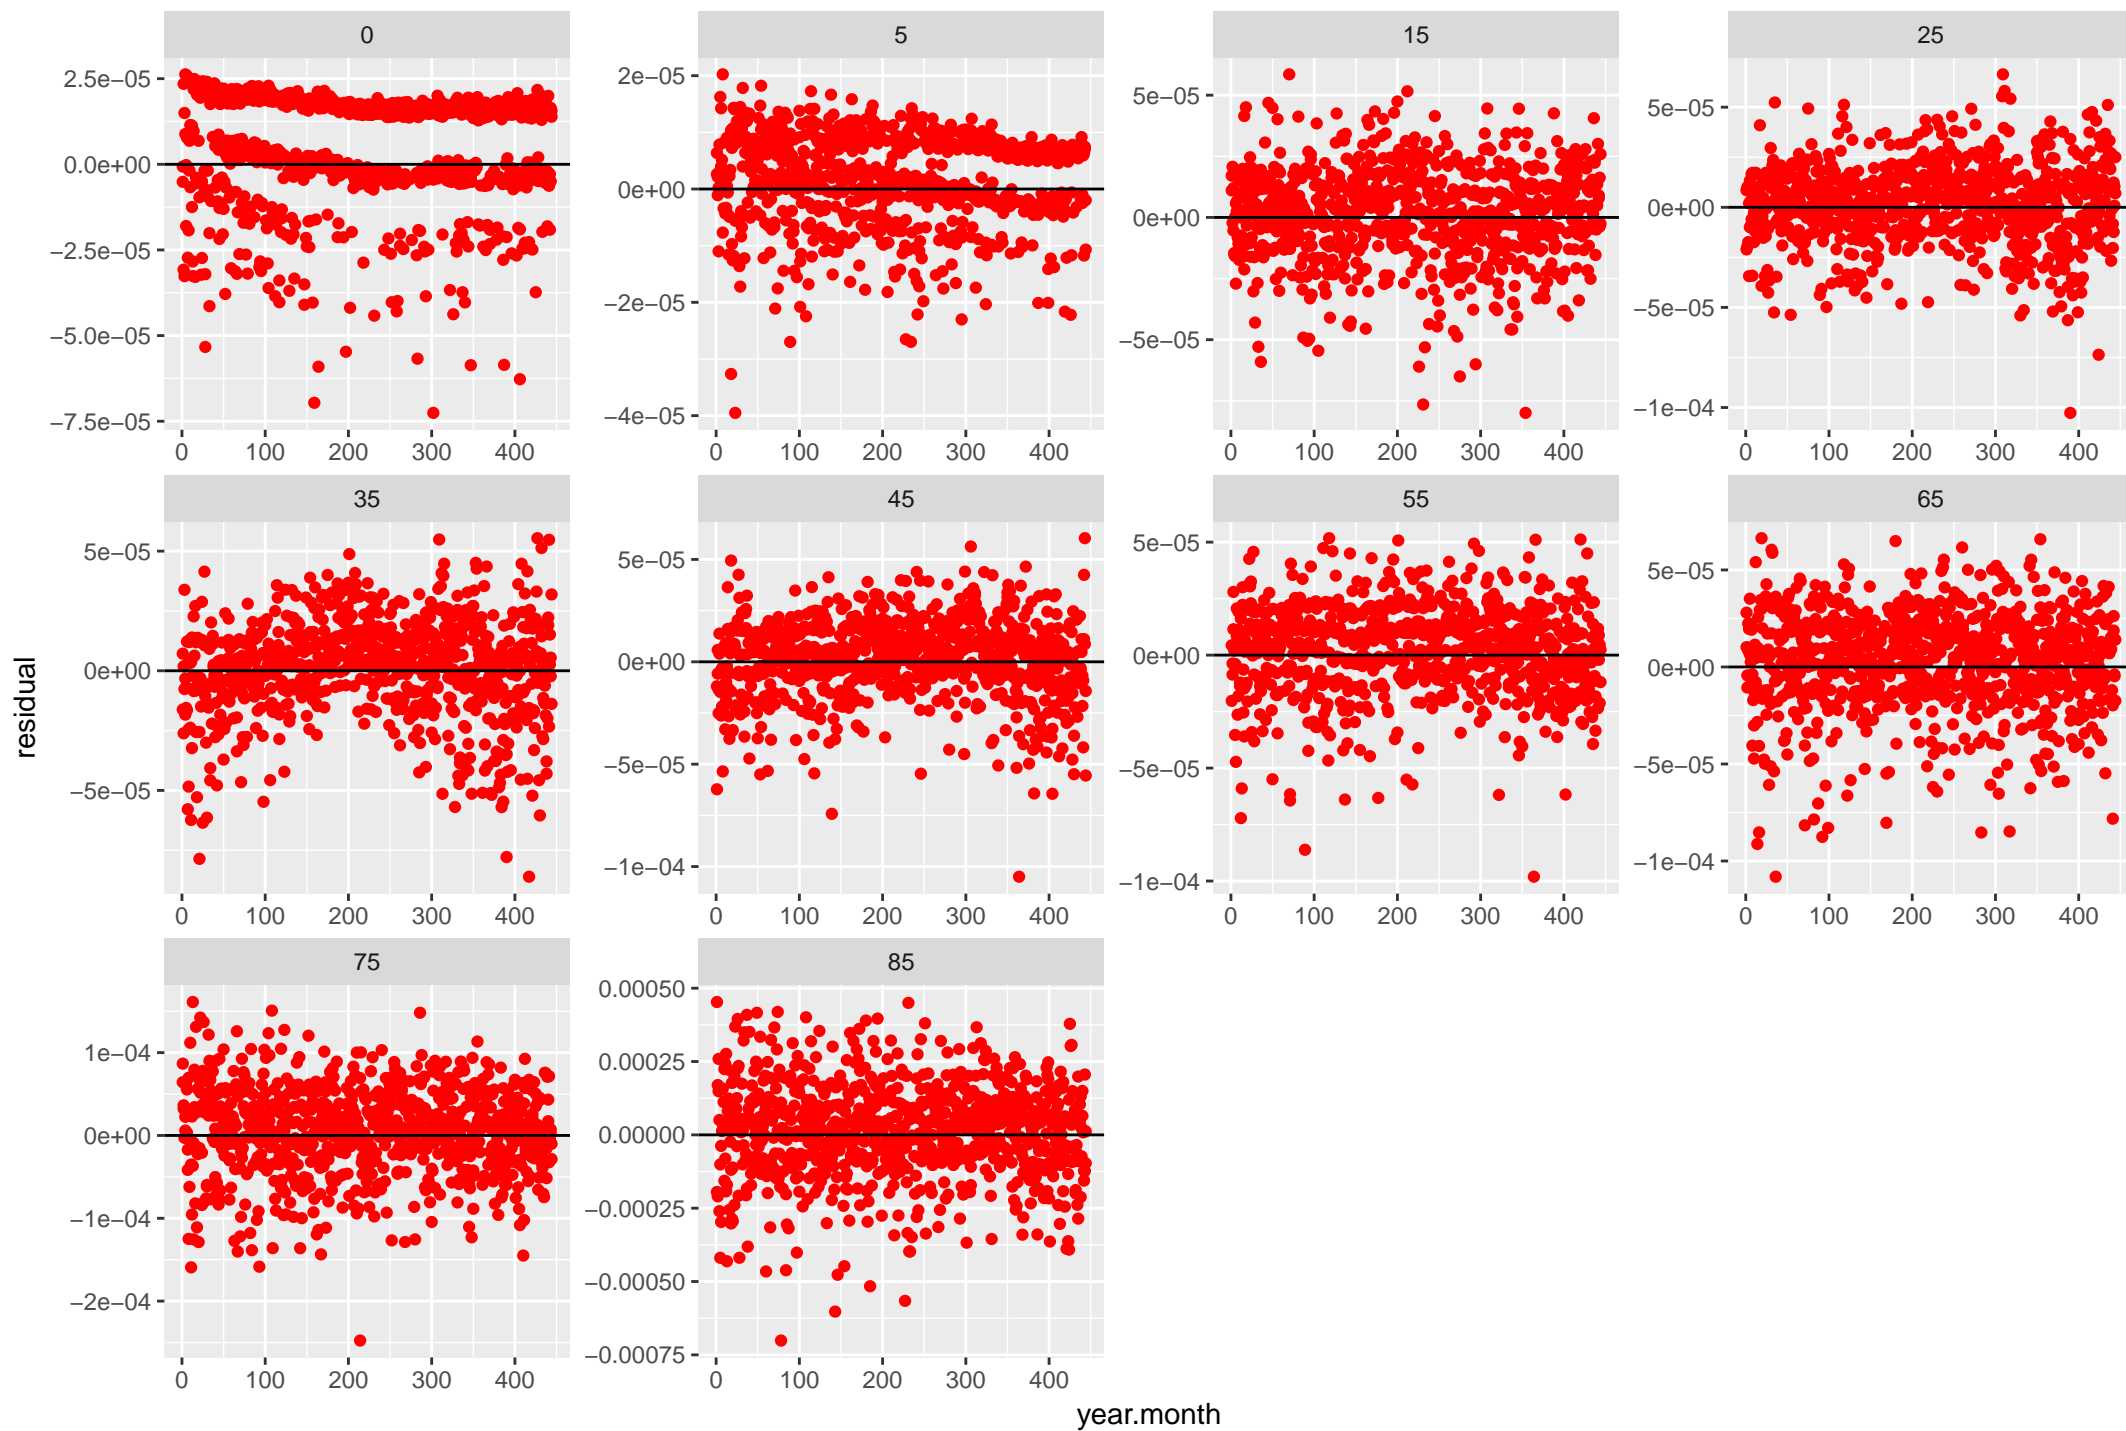 0 5 15 25
2.5e−05 2e−05 5e−05 5e−05
0.0e+00 0e+00 0e+00 0e+00
−2.5e−05 −2e−05 −5e−05 −5e−05
−5.0e−05 −4e−05 −1e−04
−7.5e−05
0 100 200 300 400 0 100 200 300 400 0 100 200 300 400 0 100 200 300 400
35 45 55 65
5e−05 5e−05 5e−05 5e−05
0e+00 0e+00 0e+00 0e+00
−5e−05 −5e−05 −5e−05 −5e−05
−1e−04 −1e−04 −1e−04
0 100 200 300 400 0 100 200 300 400 0 100 200 300 400 0 100 200 300 400
75 85
1e−04 0.00050
0e+00 0.00025
−1e−04 0.00000
−2e−04 −0.00025
−0.00050
−0.00075
0 100 200 300 400 0 100 200 300 400
residual
year.month